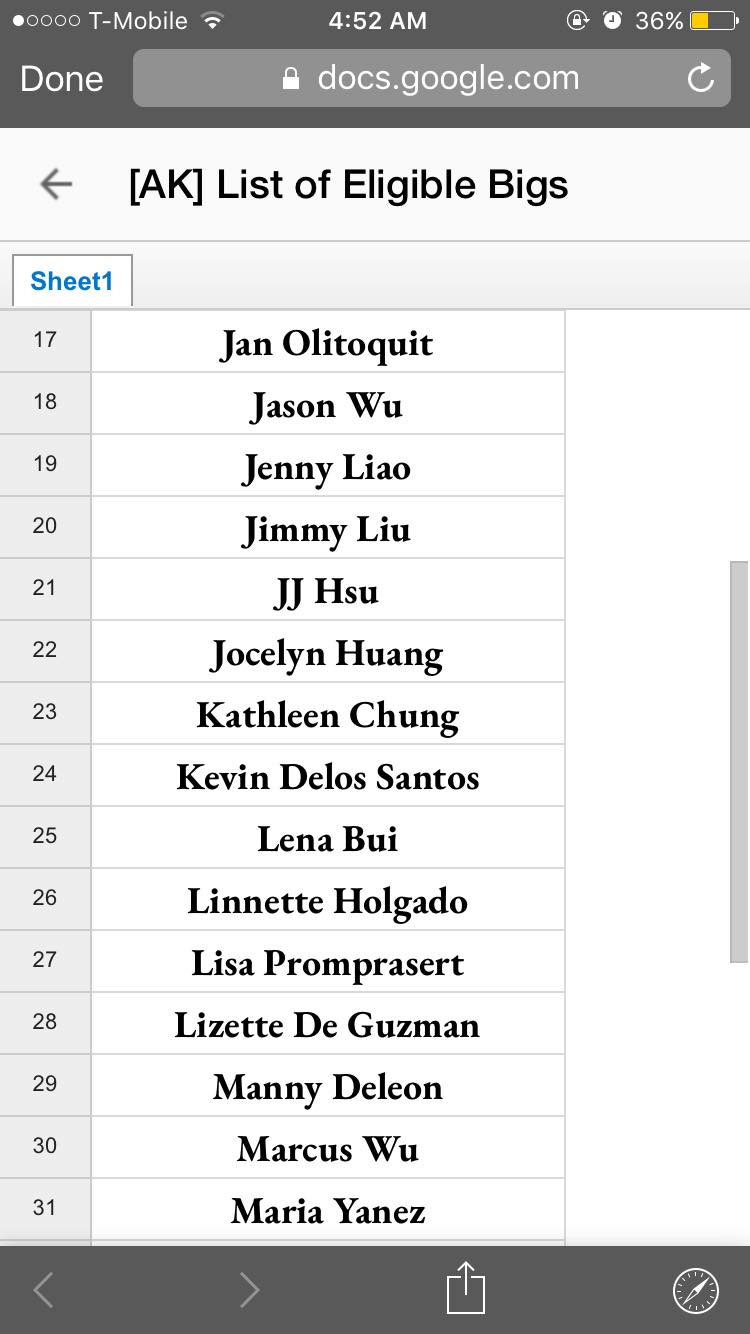 T-Mobile 4:52 AM 36%
Done docs.google.com
[AK] List of Eligible Bigs
Sheet1
17 Jan Olitoquit
18 Jason Wu
19 Jenny Liao
20 Jimmy Liu
21 JJ Hsu
22 Jocelyn Huang
23 Kathleen Chung
24 Kevin Delos Santos
25 Lena Bui
26 Linnette Holgado
27 Lisa Promprasert
28 Lizette De Guzman
29 Manny Deleon
30 Marcus Wu
31 Maria Yanez